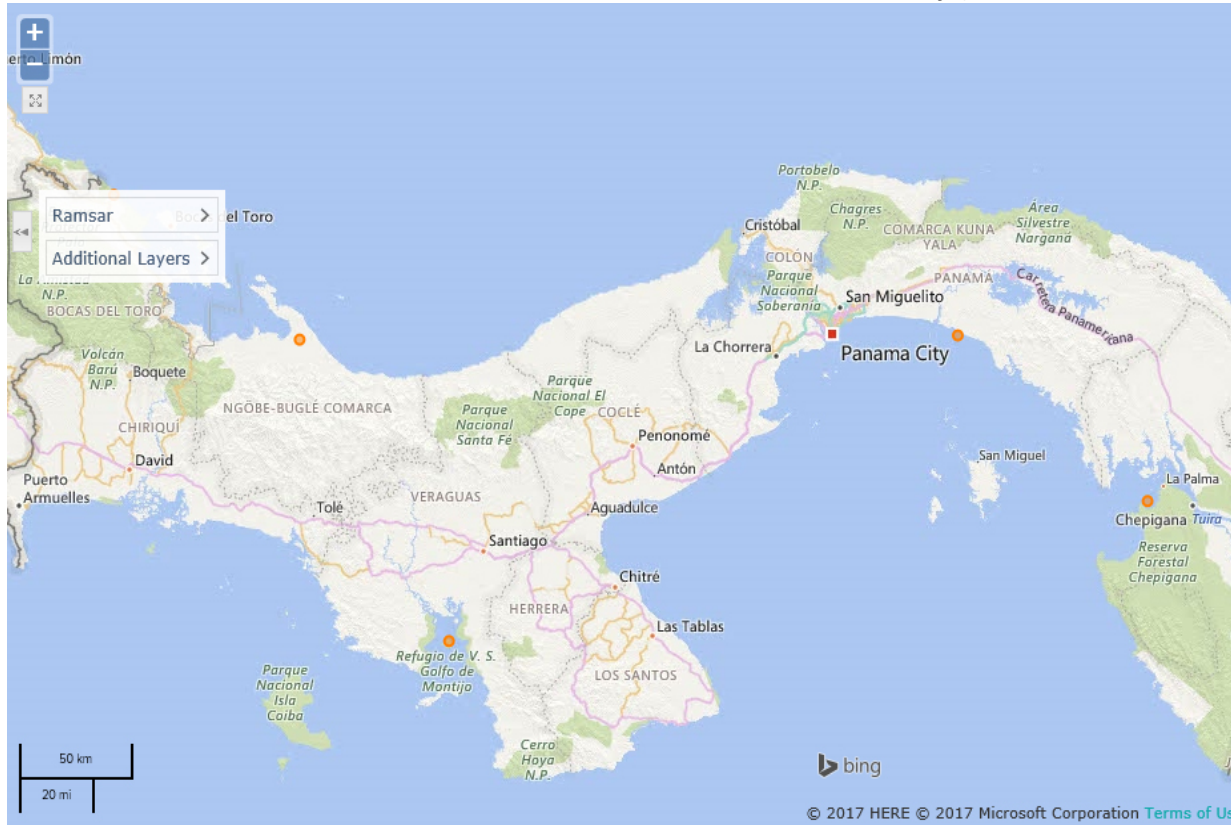 +
erto Limón
−
Portobelo
N.P.
Ramsar >
del Toro
Chagres
N.P.
Área
Silvestre
Narganá
Cristóbal
COMARCA KUNA
YALA
Additional Layers >
COLÓN
La Amistad
N.P.
Parque
Nacional
Soberanía
PANAMÁ
Carretera Panamericana
BOCAS DEL TORO
San Miguelito
Volcán
Barú
N.P.
La Chorrera
Panama City
Boquete
Parque
Nacional El
Cope
NGÖBE-BUGLÉ COMARCA
Parque
Nacional
Santa Fé
COCLÉ
CHIRIQUÍ
Penonomé
David
San Miguel
Antón
Puerto
Armuelles
La Palma
VERAGUAS
Tolé
Aguadulce
Chepigana
Tuira
Santiago
Reserva
Forestal
Chepigana
Chitré
HERRERA
Las Tablas
Refugio de V. S.
Golfo de
Montijo
Parque
Nacional
Isla
Coiba
LOS SANTOS
Cerro
Hoya
N.P.
50 km
20 mi
bing
© 2017 HERE © 2017 Microsoft Corporation Terms of Us